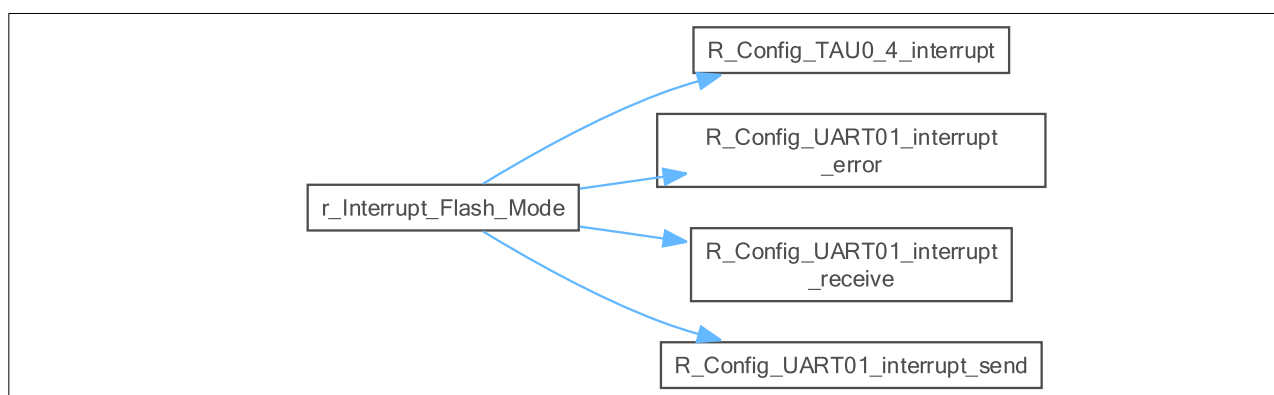 R_Config_TAU0_4_interrupt
R_Config_UART01_interrupt
_error
r_Interrupt_Flash_Mode
R_Config_UART01_interrupt
_receive
R_Config_UART01_interrupt_send